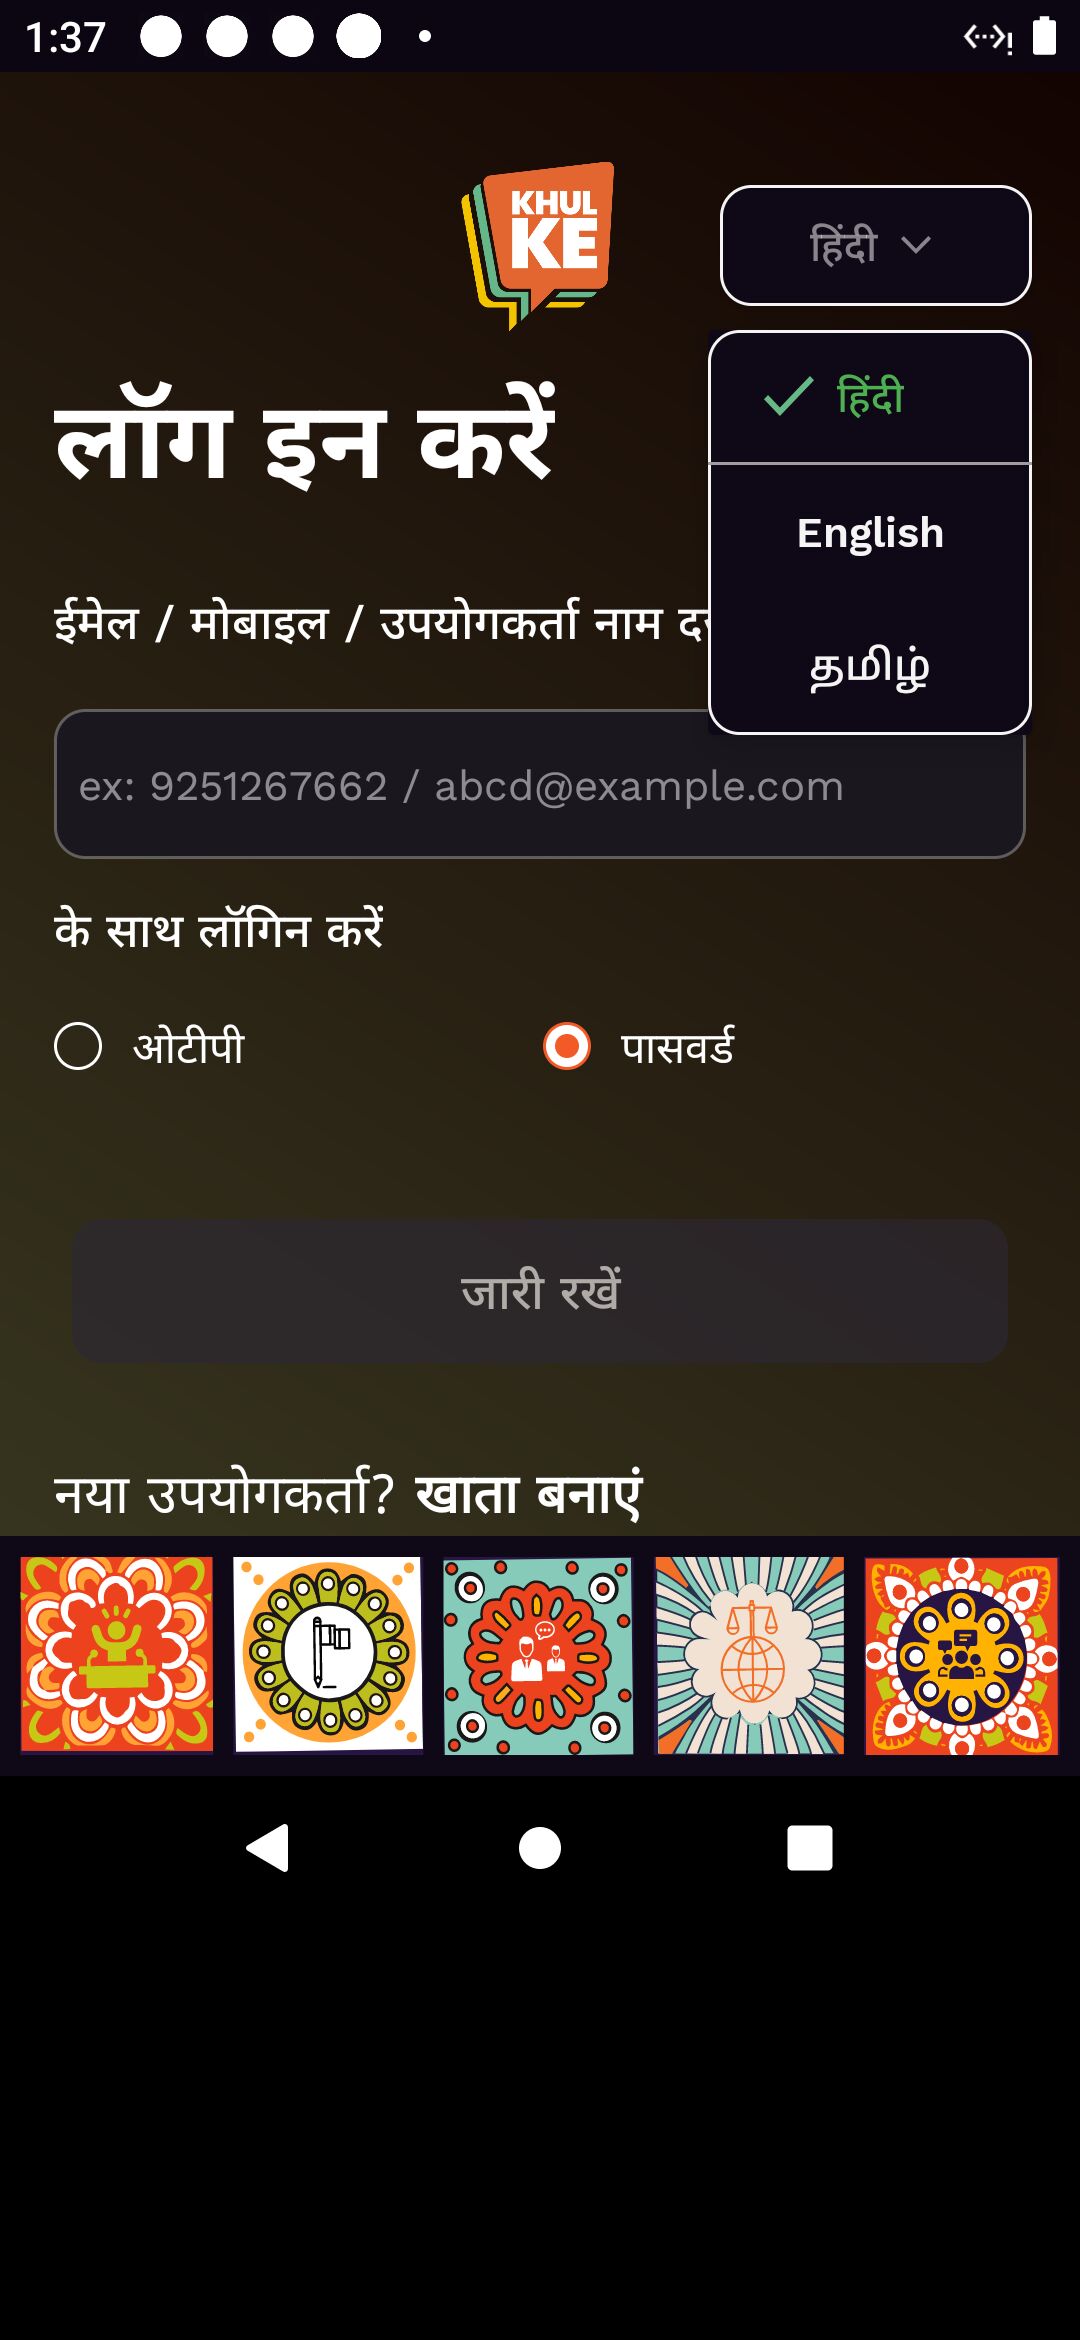 1:37
KHUL
KE
हिंदी
हिंदी
English
தமிழ்
लॉग इन करें
ईमेल / मोबाइल / उपयोगकर्ता नाम
ex: 9251267662 / abcd@example.com
के साथ लॉगिन करें
ओटीपी
पासवर्ड
जारी रखें
नया उपयोगकर्ता? खाता बनाएं